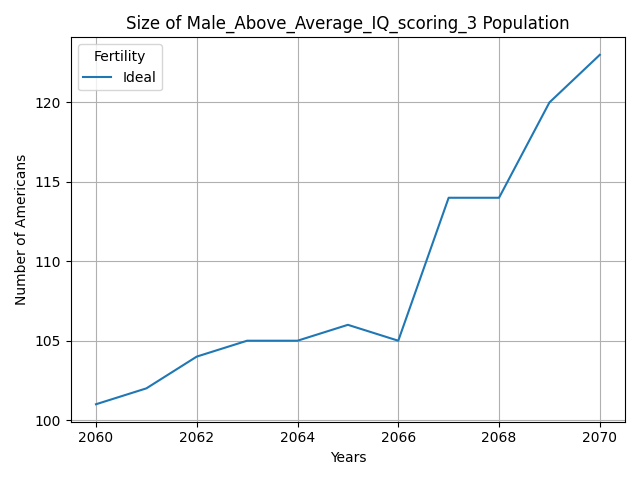 Size of Male_Above_Average_IQ_scoring_3 Population
Fertility
Ideal
120
115
110
105
100
Number of Americans
2060 2062 2064 2066 2068 2070
Years